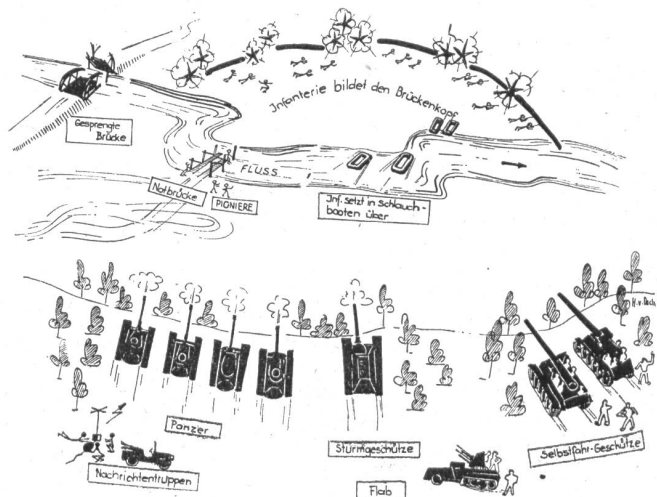 Infanterie bildet den Brückenkopf
Gesprengte
Brücke
FLUSS
Notbrücke
PIONIERE
Inf. setzt in Schlauch-
booten über
Panzer
Sturmgeschütze
Selbstfahr-Geschütze
Nachrichtentruppen
Flab